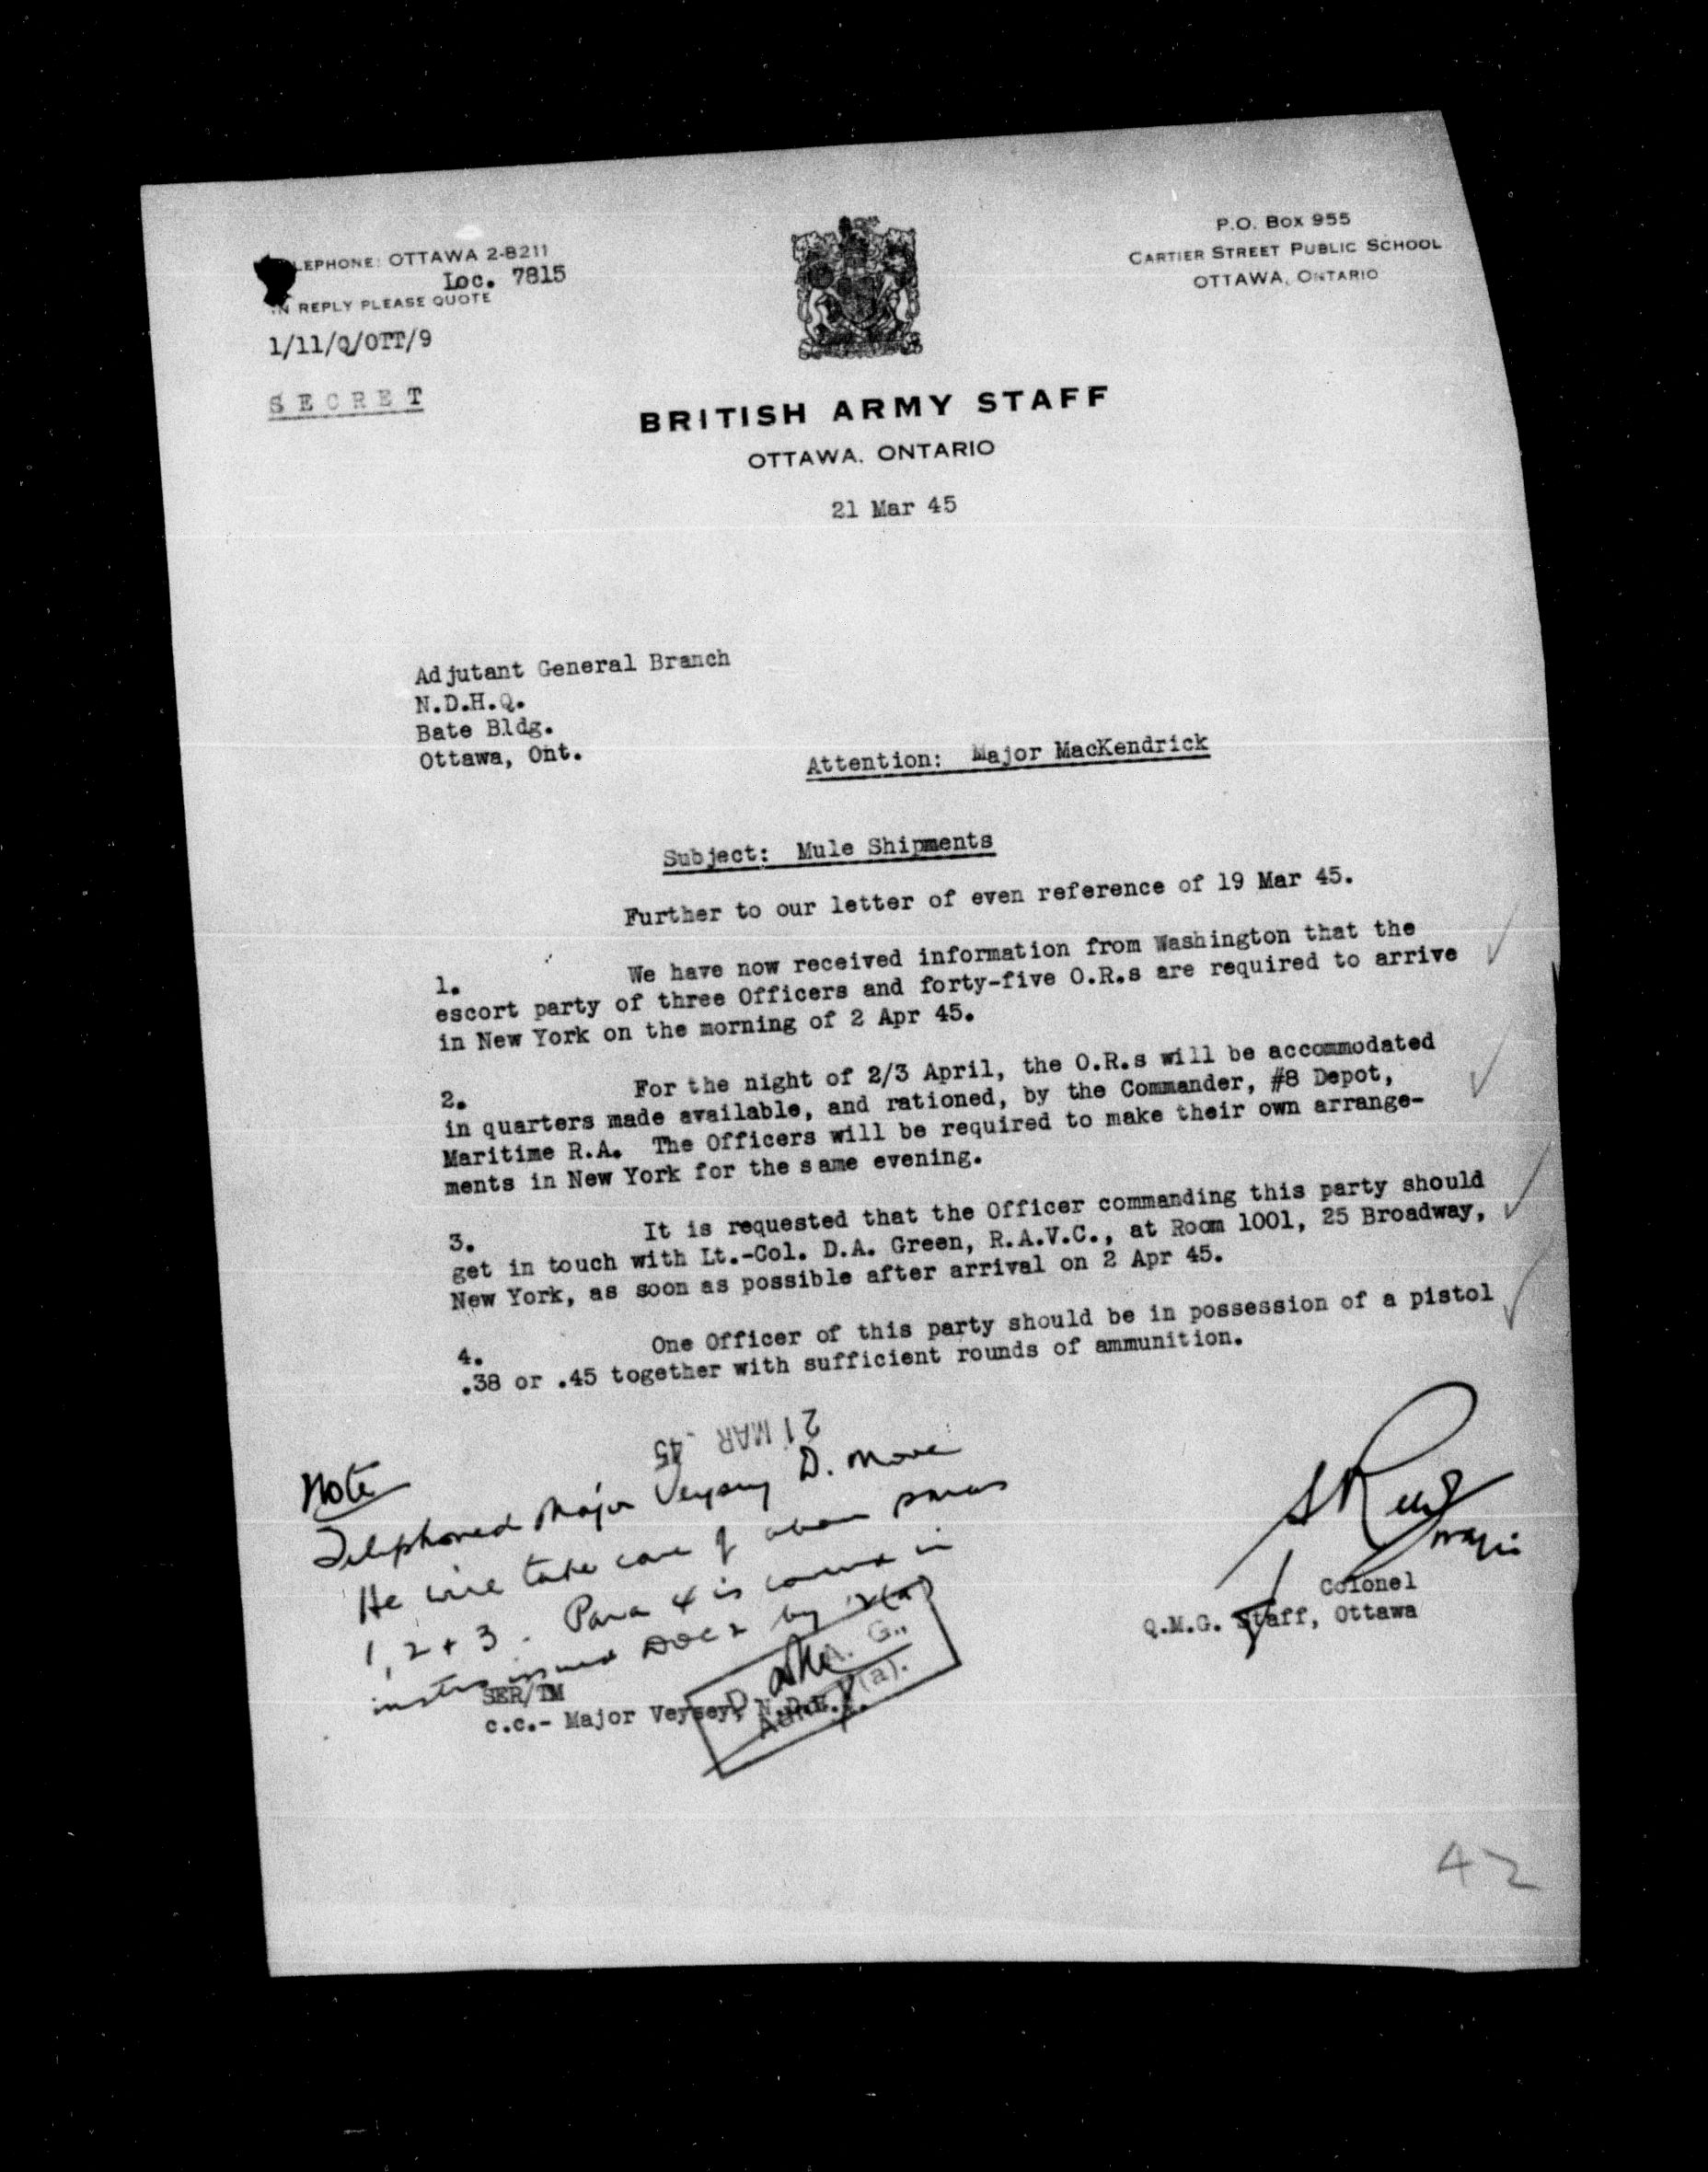 TELEPHONE: OTTAWA 2-8211
Loc. 7815
IN REPLY PLEASE QUOTE
1/11/Q/OTT/9
SECRET
P.O. Box 955
CARTIER STREET PUBLIC SCHOOL
OTTAWA, ONTARIO
BRITISH ARMY STAFF
OTTAWA, ONTARIO
21 Mar 45
Adjutant General Branch
N.D.H.Q.
Bate Bldg.
Ottawa, Ont.
Attention: Major MacKendrick
Subject: Mule Shipments
Further to our letter of even reference of 19 Mar 45.
1. We have now received information from Washington that the
escort party of three Officers and forty-five O.R.s are required to arrive
in New York on the morning of 2 Apr 45.
2. For the night of 2/3 April, the O.R.s will be accommodated
in quarters made available, and rationed, by the Commander, #8 Depot,
Maritime R.A. The Officers will be required to make their own arrange-
ments in New York for the same evening.
3. It is requested that the Officer commanding this party should
get in touch with Lt.-Col. D.A. Green, R.A.V.C., at Room 1001, 25 Broadway,
New York, as soon as possible after arrival on 2 Apr 45.
4. One Officer of this party should be in possession of a pistol
.38 or .45 together with sufficient rounds of ammunition.
21 MAR 45
Note
Telephoned Major Veysey D. Move
He will take care of above paras
1, 2 + 3. Para 4 is covered in
issued DOC 2 by
Colonel
Q.M.G. Staff, Ottawa
SER/TM
c.c.- Major Veysey, N.D.H.Q.
42